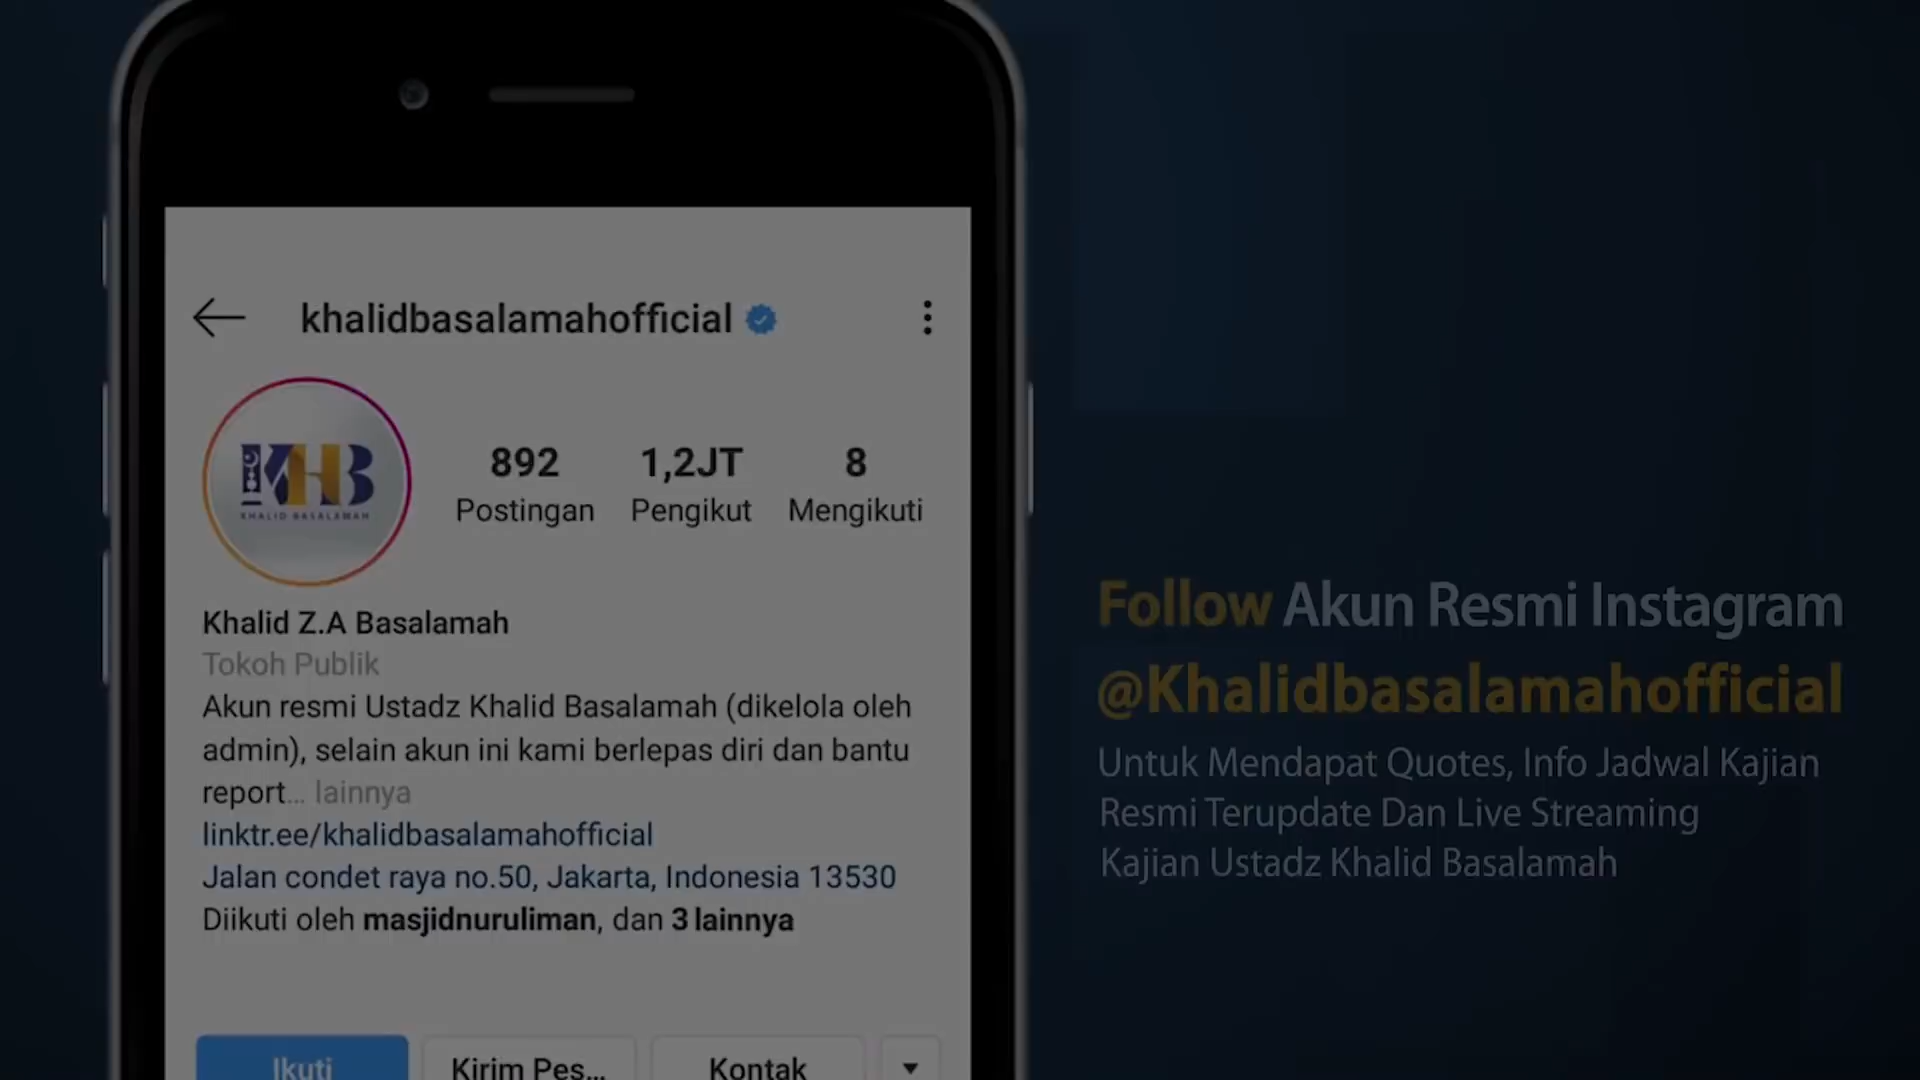 khalidbasalamahofficial
KHB
KHALID BASALAMAH
892
Postingan
1,2JT
Pengikut
8
Mengikuti
Khalid Z.A Basalamah
Tokoh Publik
Akun resmi Ustadz Khalid Basalamah (dikelola oleh
admin), selain akun ini kami berlepas diri dan bantu
report... lainnya
linktr.ee/khalidbasalamahofficial
Jalan condet raya no.50, Jakarta, Indonesia 13530
Diikuti oleh masjidnuruliman, dan 3 lainnya
Ikuti
Kirim Pes...
Kontak
Follow Akun Resmi Instagram
@Khalidbasalamahofficial
Untuk Mendapat Quotes, Info Jadwal Kajian
Resmi Terupdate Dan Live Streaming
Kajian Ustadz Khalid Basalamah